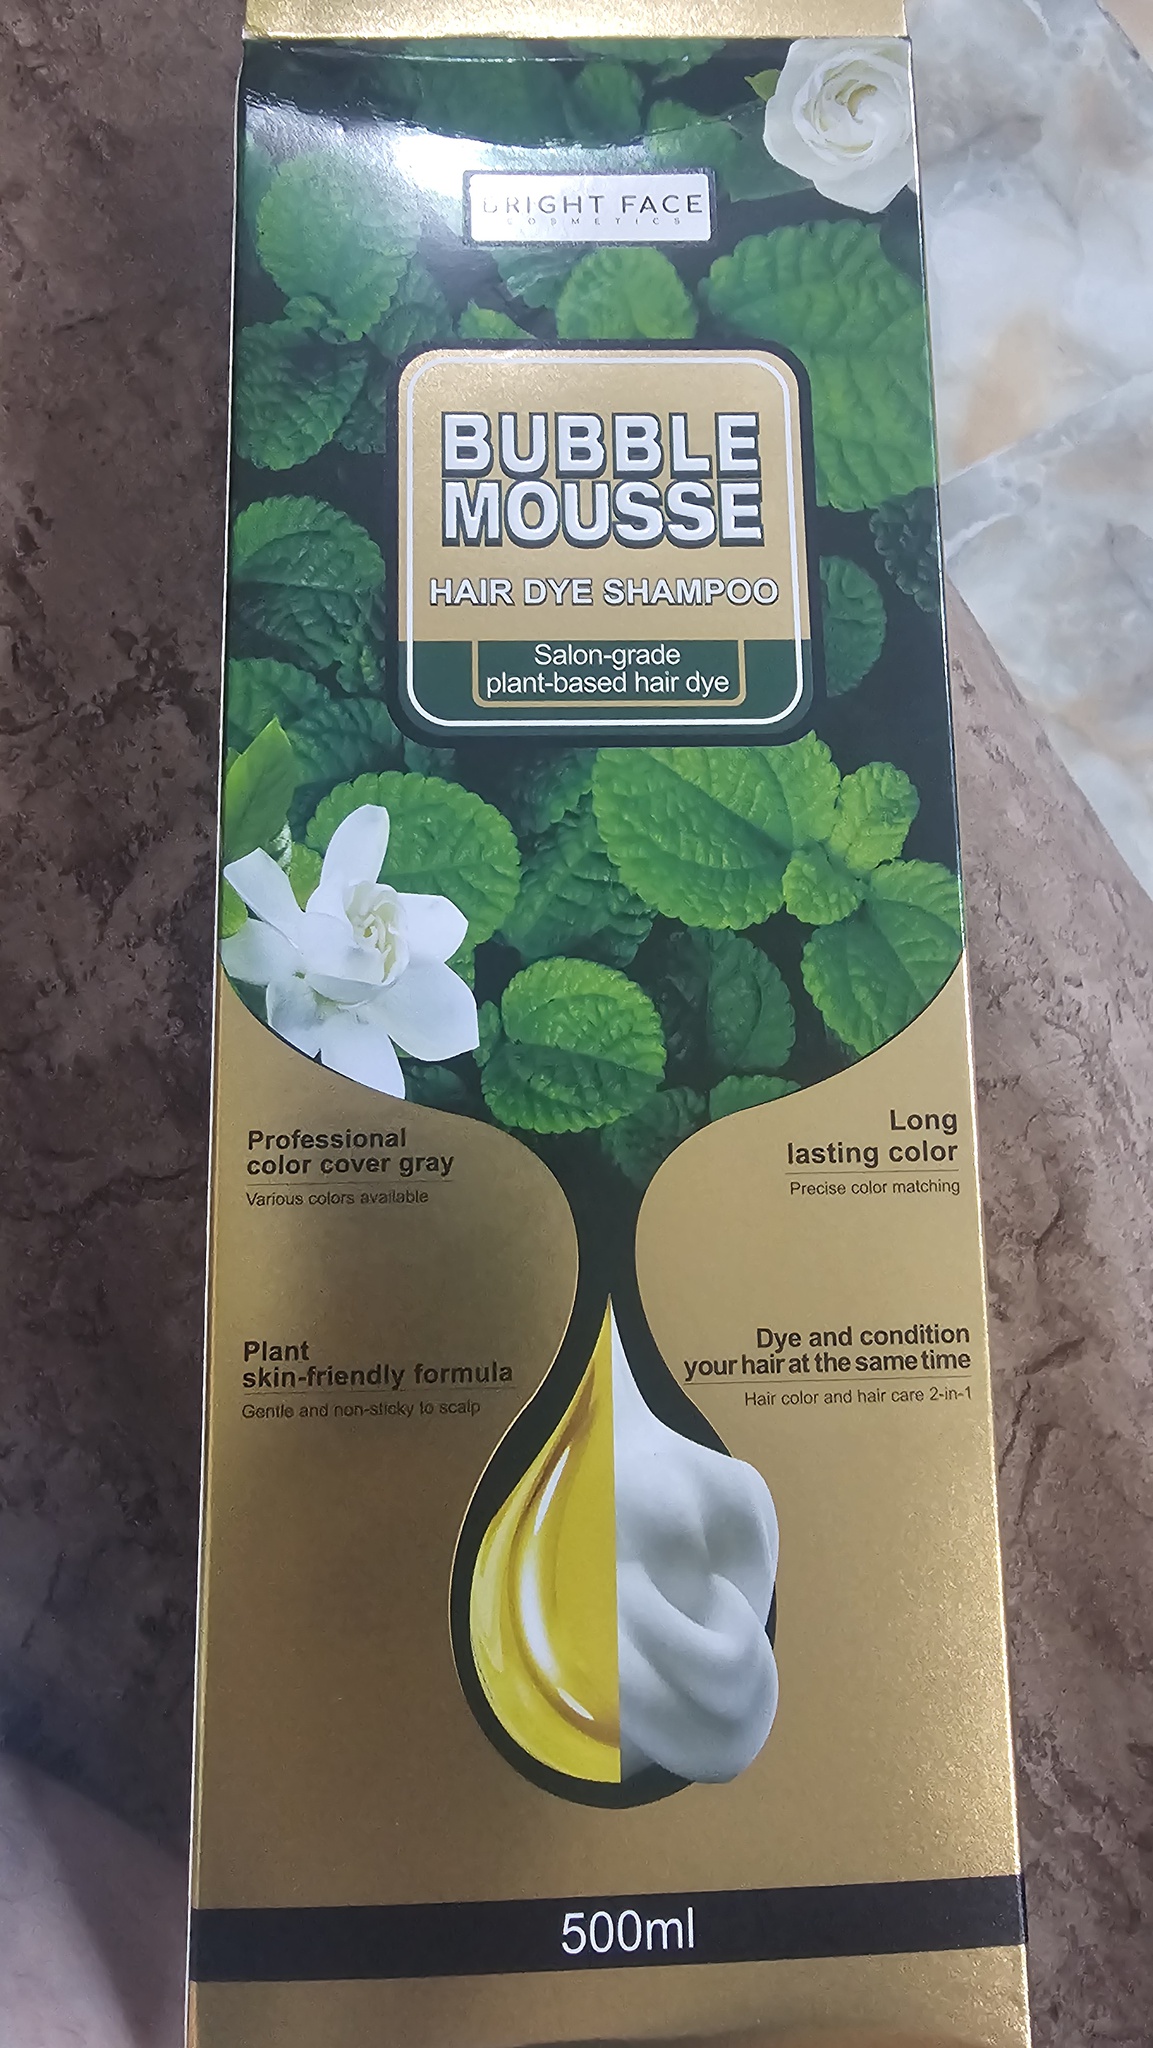 BRIGHT FACE
COSMETICS
BUBBLE
MOUSSE
HAIR DYE SHAMPOO
Salon-grade
plant-based hair dye
Professional
color cover gray
Various colors available
Long
lasting color
Precise color matching
Plant
skin-friendly formula
Gentle and non-sticky to scalp
Dye and condition
your hair at the same time
Hair color and hair care 2-in-1
500ml